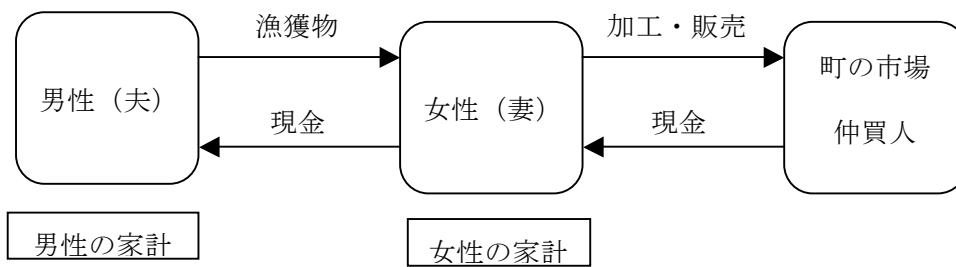 漁獲物
加工・販売
男性（夫）
女性（妻）
町の市場
仲買人
現金
現金
男性の家計
女性の家計